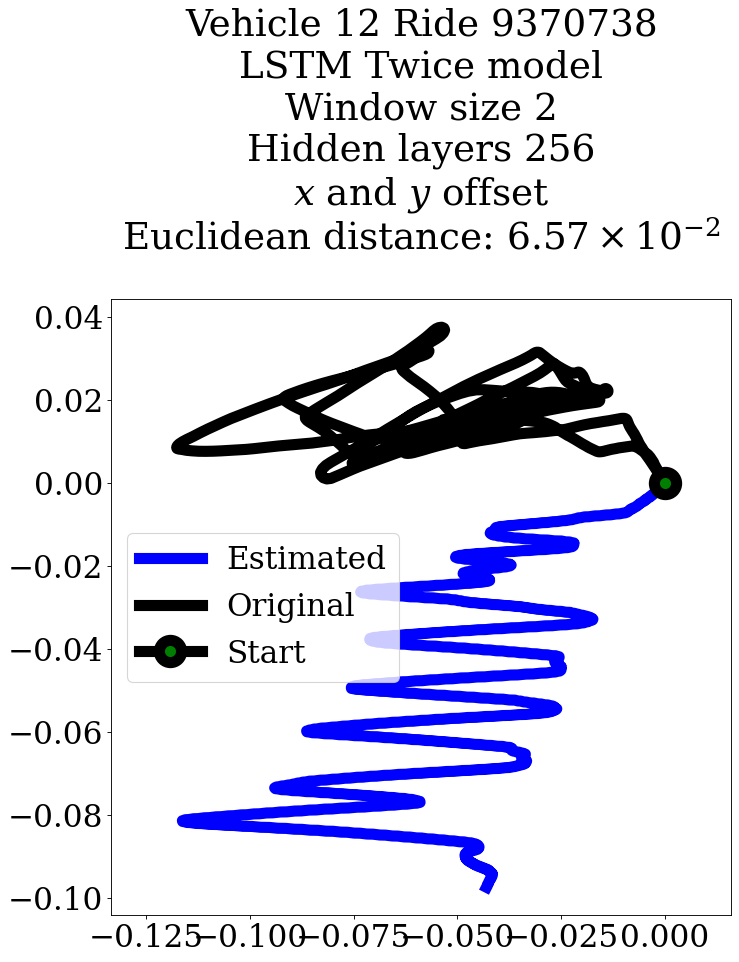 Vehicle 12 Ride 9370738
LSTM Twice model
Window size 2
Hidden layers 256
x and y offset
Euclidean distance: 6.57 × 10⁻²
0.04
0.02
0.00
−0.02
−0.04
−0.06
−0.08
−0.10
Estimated
Original
Start
−0.125 −0.100 −0.075 −0.050 −0.025 0.000